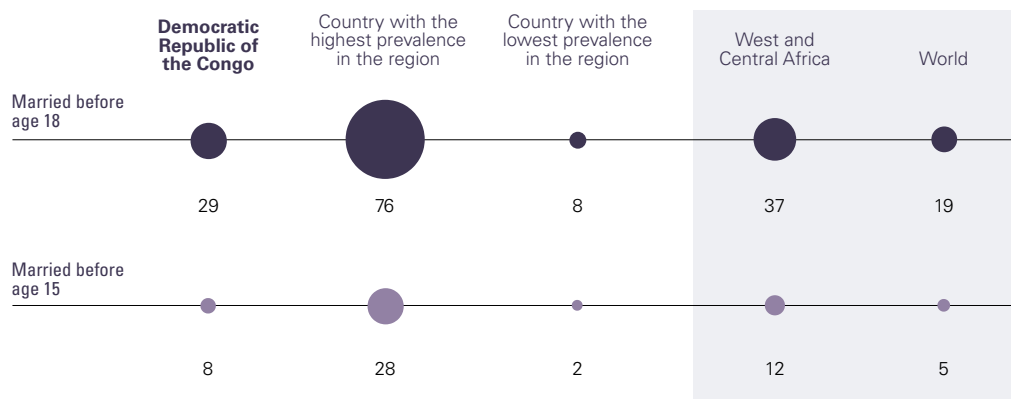 Democratic
Republic of
the Congo
Country with the
highest prevalence
in the region
Country with the
lowest prevalence
in the region
West and
Central Africa
World
Married before
age 18
29
76
8
37
19
Married before
age 15
8
28
2
12
5